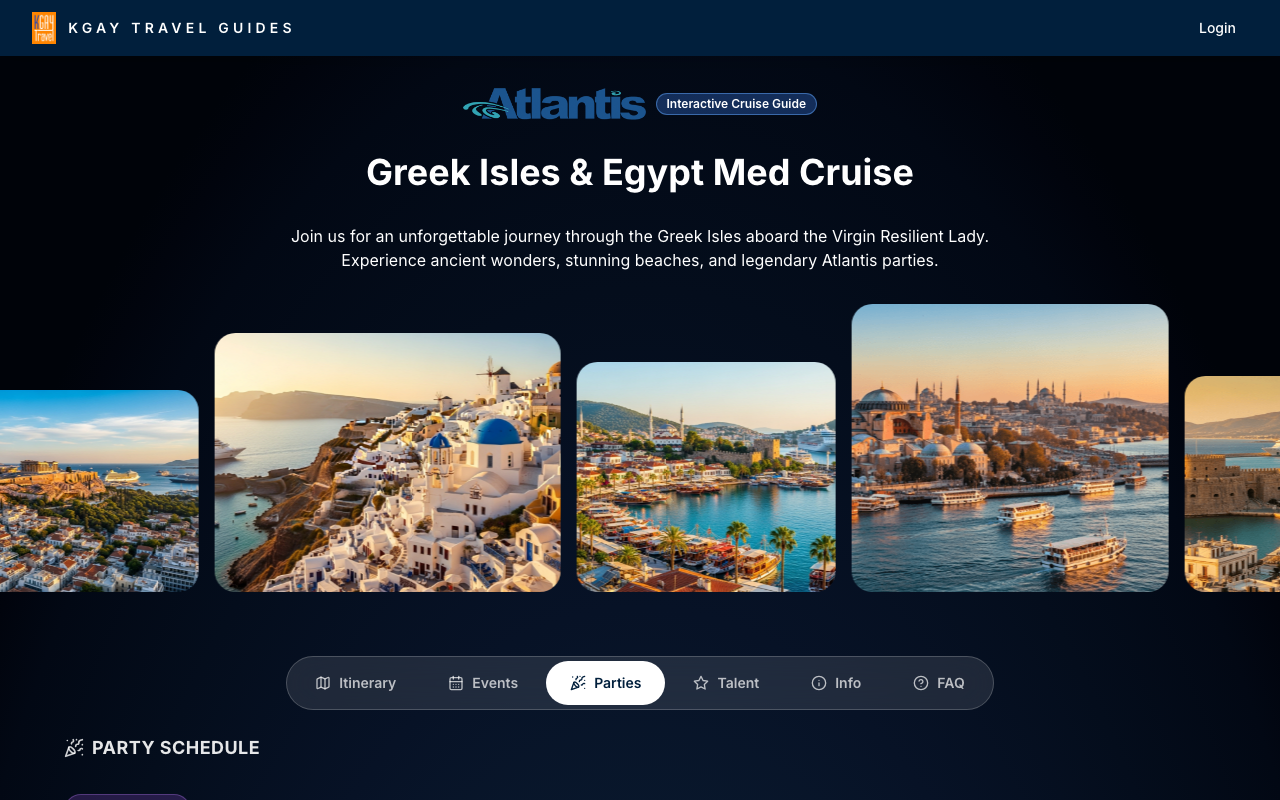 KGAY
travel
KGAY TRAVEL GUIDES
Login
Atlantis
Interactive Cruise Guide
Greek Isles & Egypt Med Cruise
Join us for an unforgettable journey through the Greek Isles aboard the Virgin Resilient Lady.
Experience ancient wonders, stunning beaches, and legendary Atlantis parties.
Itinerary
Events
Parties
Talent
Info
FAQ
PARTY SCHEDULE